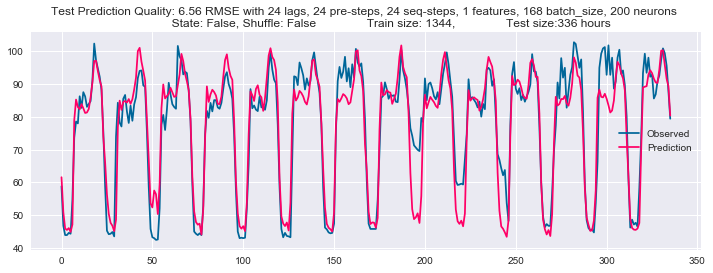 Test Prediction Quality: 6.56 RMSE with 24 lags, 24 pre-steps, 24 seq-steps, 1 features, 168 batch_size, 200 neurons
State: False, Shuffle: False Train size: 1344, Test size:336 hours
100
90
80
70
60
50
40
Observed
Prediction
0 50 100 150 200 250 300 350